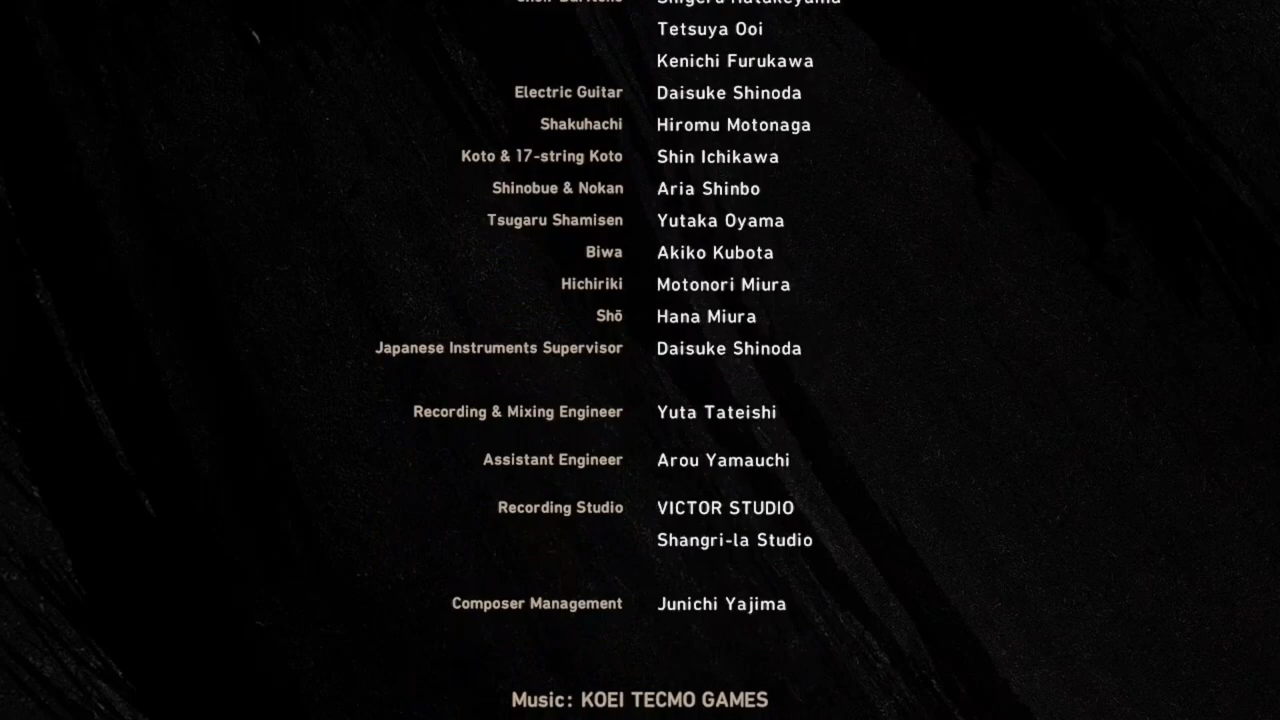 Tetsuya Ooi
Kenichi Furukawa
Electric Guitar Daisuke Shinoda
Shakuhachi Hiromu Motonaga
Koto & 17-string Koto Shin Ichikawa
Shinobue & Nokan Aria Shinbo
Tsugaru Shamisen Yutaka Oyama
Biwa Akiko Kubota
Hichiriki Motonori Miura
Shō Hana Miura
Japanese Instruments Supervisor Daisuke Shinoda
Recording & Mixing Engineer Yuta Tateishi
Assistant Engineer Arou Yamauchi
Recording Studio VICTOR STUDIO
Shangri-la Studio
Composer Management Junichi Yajima
Music: KOEI TECMO GAMES